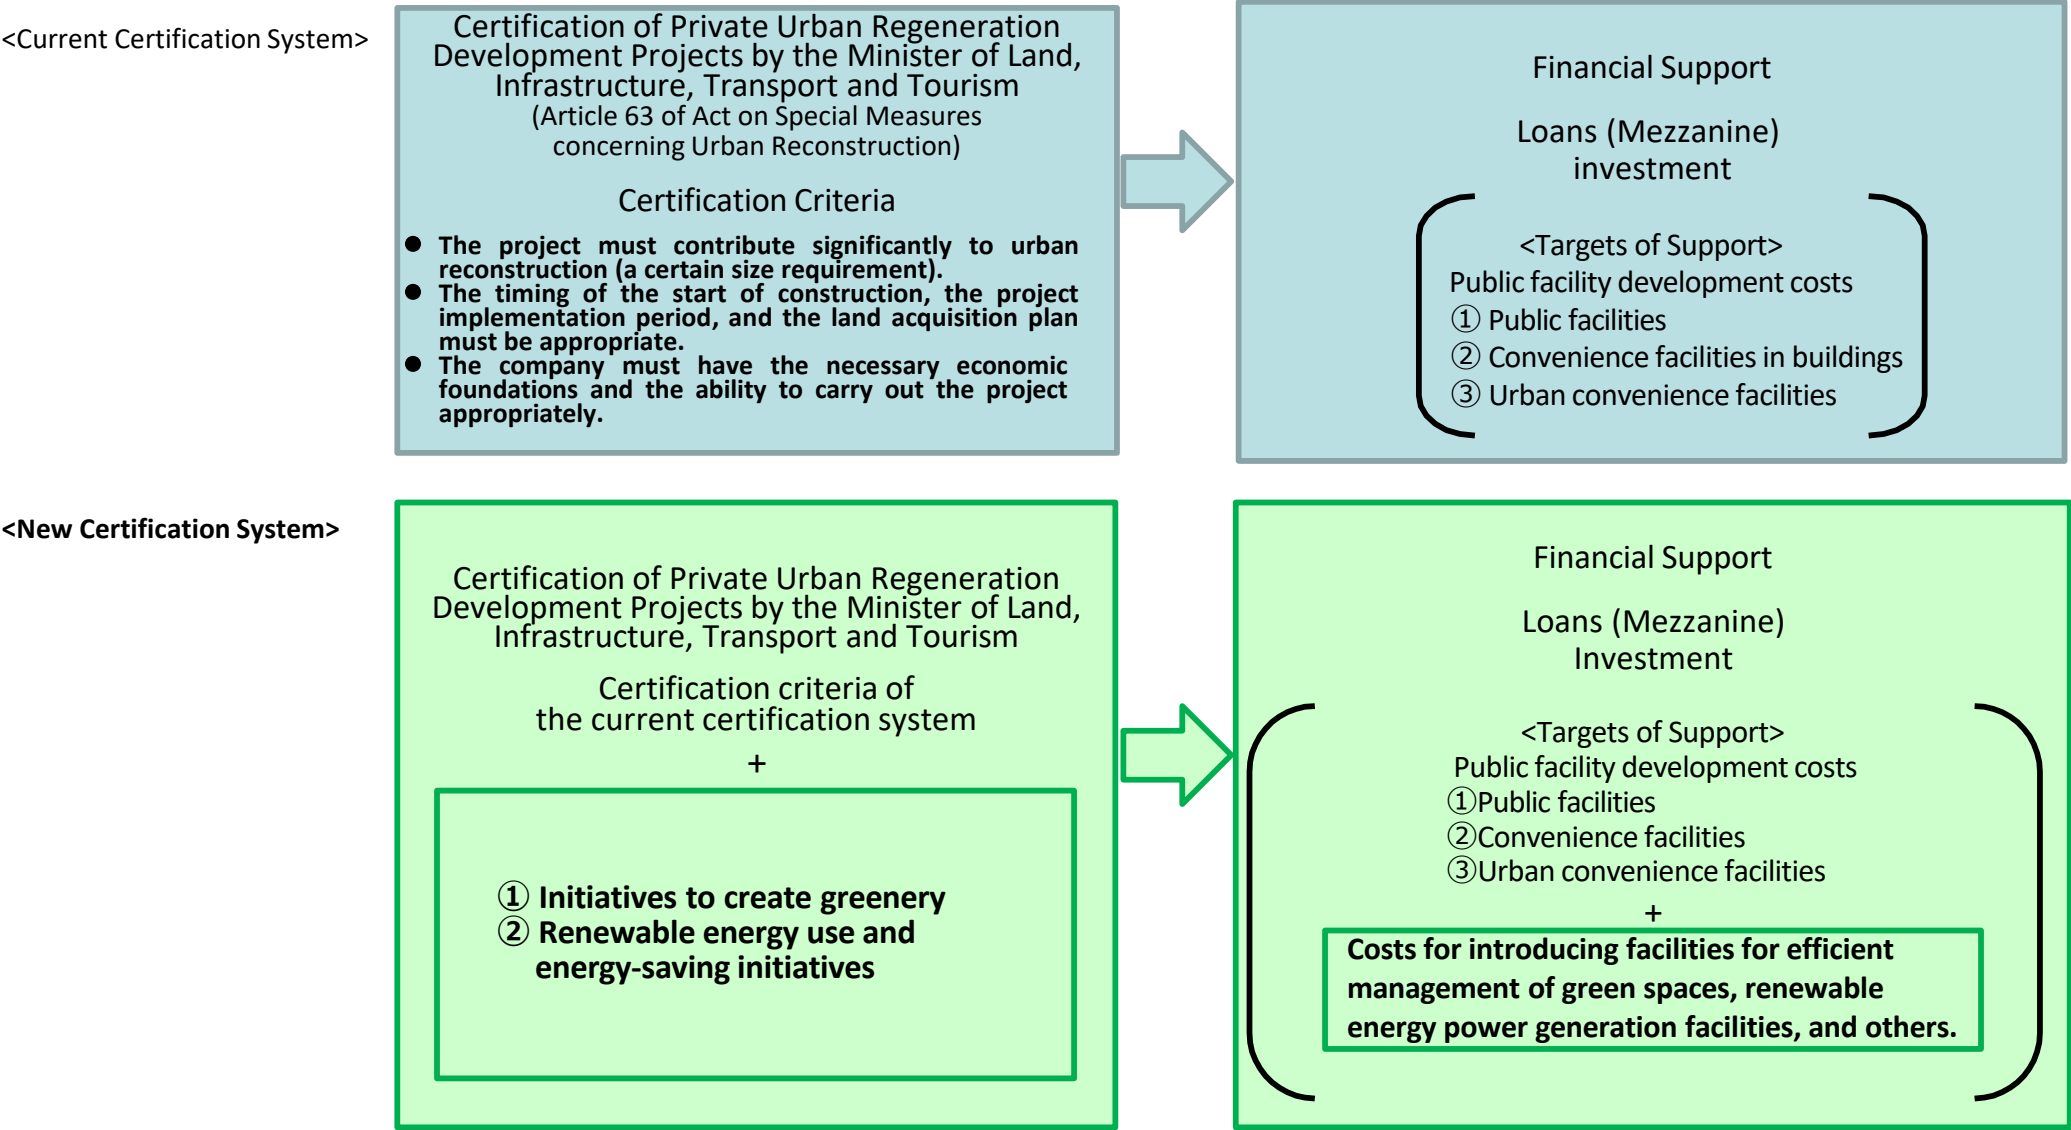 <Current Certification System>
Certification of Private Urban Regeneration
Development Projects by the Minister of Land,
Infrastructure, Transport and Tourism
(Article 63 of Act on Special Measures
concerning Urban Reconstruction)
Certification Criteria
● The project must contribute significantly to urban
reconstruction (a certain size requirement).
● The timing of the start of construction, the project
implementation period, and the land acquisition plan
must be appropriate.
● The company must have the necessary economic
foundations and the ability to carry out the project
appropriately.
Financial Support
Loans (Mezzanine)
investment
<Targets of Support>
Public facility development costs
① Public facilities
② Convenience facilities in buildings
③ Urban convenience facilities
<New Certification System>
Certification of Private Urban Regeneration
Development Projects by the Minister of Land,
Infrastructure, Transport and Tourism
Certification criteria of
the current certification system
+
① Initiatives to create greenery
② Renewable energy use and
energy-saving initiatives
Financial Support
Loans (Mezzanine)
Investment
<Targets of Support>
Public facility development costs
①Public facilities
②Convenience facilities
③Urban convenience facilities
+
Costs for introducing facilities for efficient
management of green spaces, renewable
energy power generation facilities, and others.